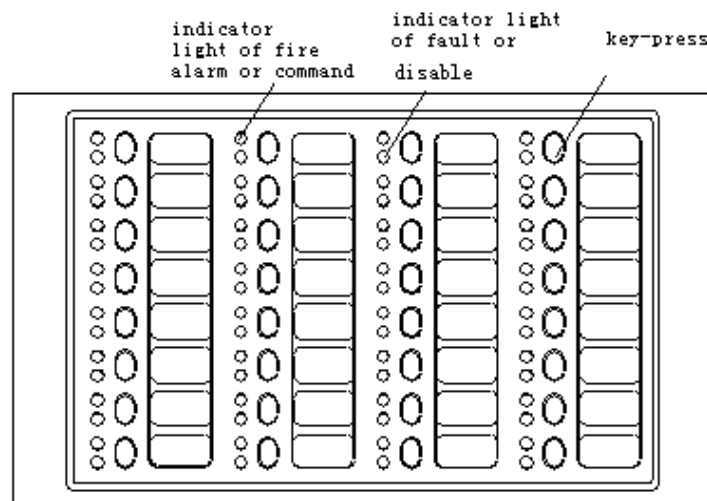 indicator
light of fire
alarm or command
indicator light
of fault or
disable
key-press